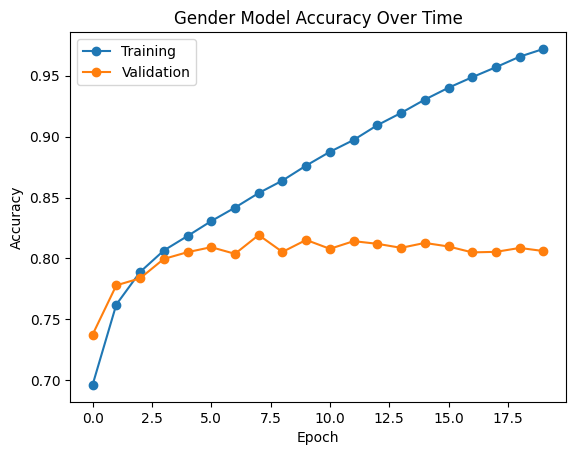 Gender Model Accuracy Over Time
Training
Validation
Accuracy
0.95
0.90
0.85
0.80
0.75
0.70
0.0 2.5 5.0 7.5 10.0 12.5 15.0 17.5
Epoch